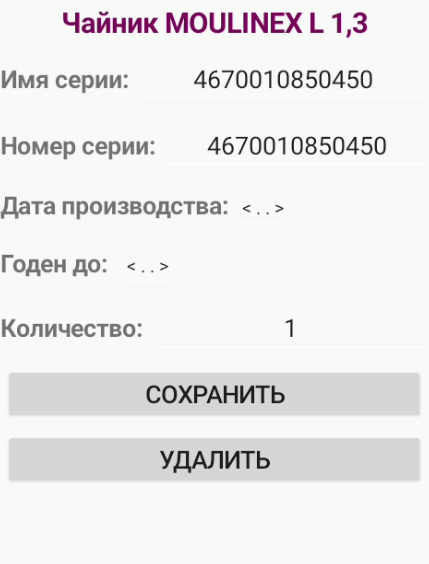 Чайник MOULINEX L 1,3
Имя серии: 4670010850450
Номер серии: 4670010850450
Дата производства: < . . >
Годен до: < . . >
Количество: 1
СОХРАНИТЬ
УДАЛИТЬ